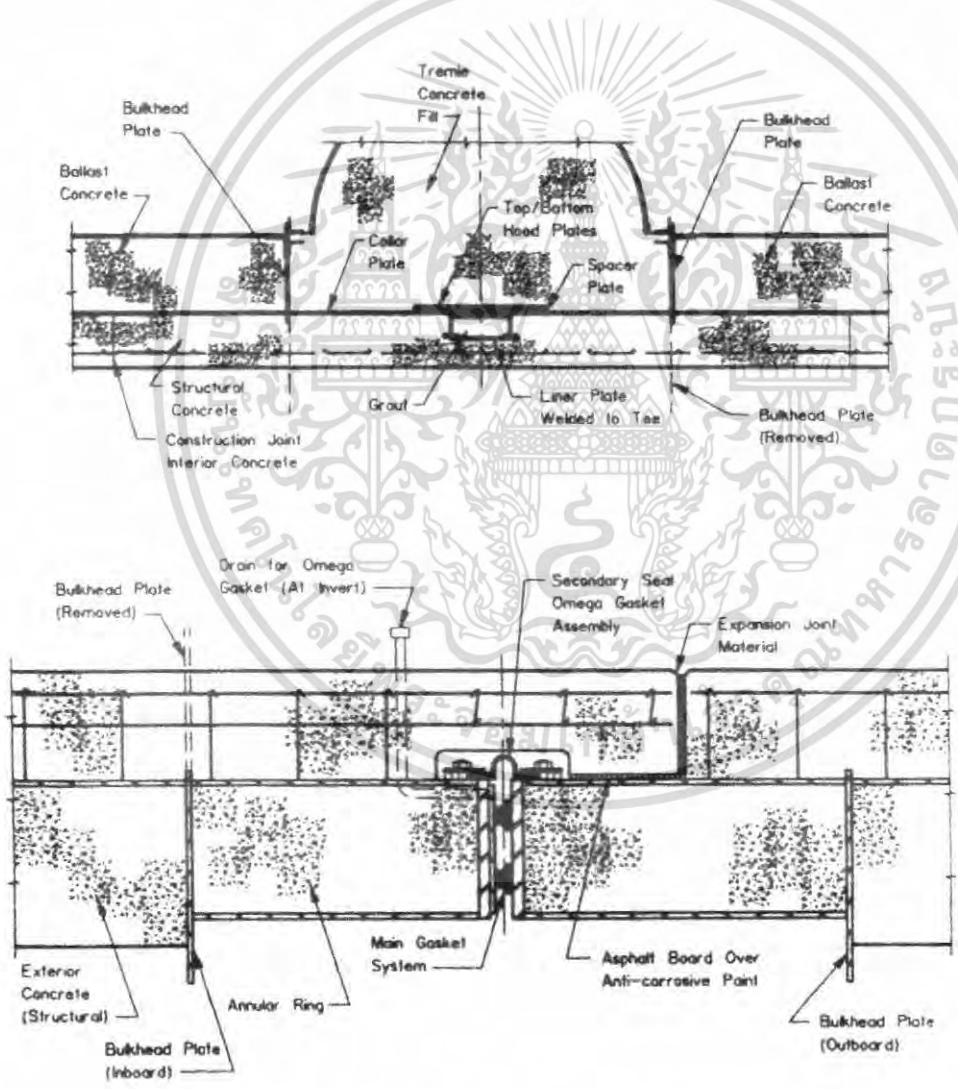 Tremie
Concrete
Fill
Bulkhead
Plate
Bulkhead
Plate
Ballast
Concrete
Ballast
Concrete
Top/Bottom
Hood Plates
Collar
Plate
Spacer
Plate
Structural
Concrete
Grout
Liner Plate
Welded to Tee
Bulkhead Plate
(Removed)
Construction Joint
Interior Concrete
Drain for Omega
Gasket (At Invert)
Secondary Seal
Omega Gasket
Assembly
Bulkhead Plate
(Removed)
Expansion Joint
Material
Main Gasket
System
Asphalt Board Over
Anti-corrosive Paint
Exterior
Concrete
(Structural)
Annular Ring
Bulkhead Plate
(Inboard)
Bulkhead Plate
(Outboard)